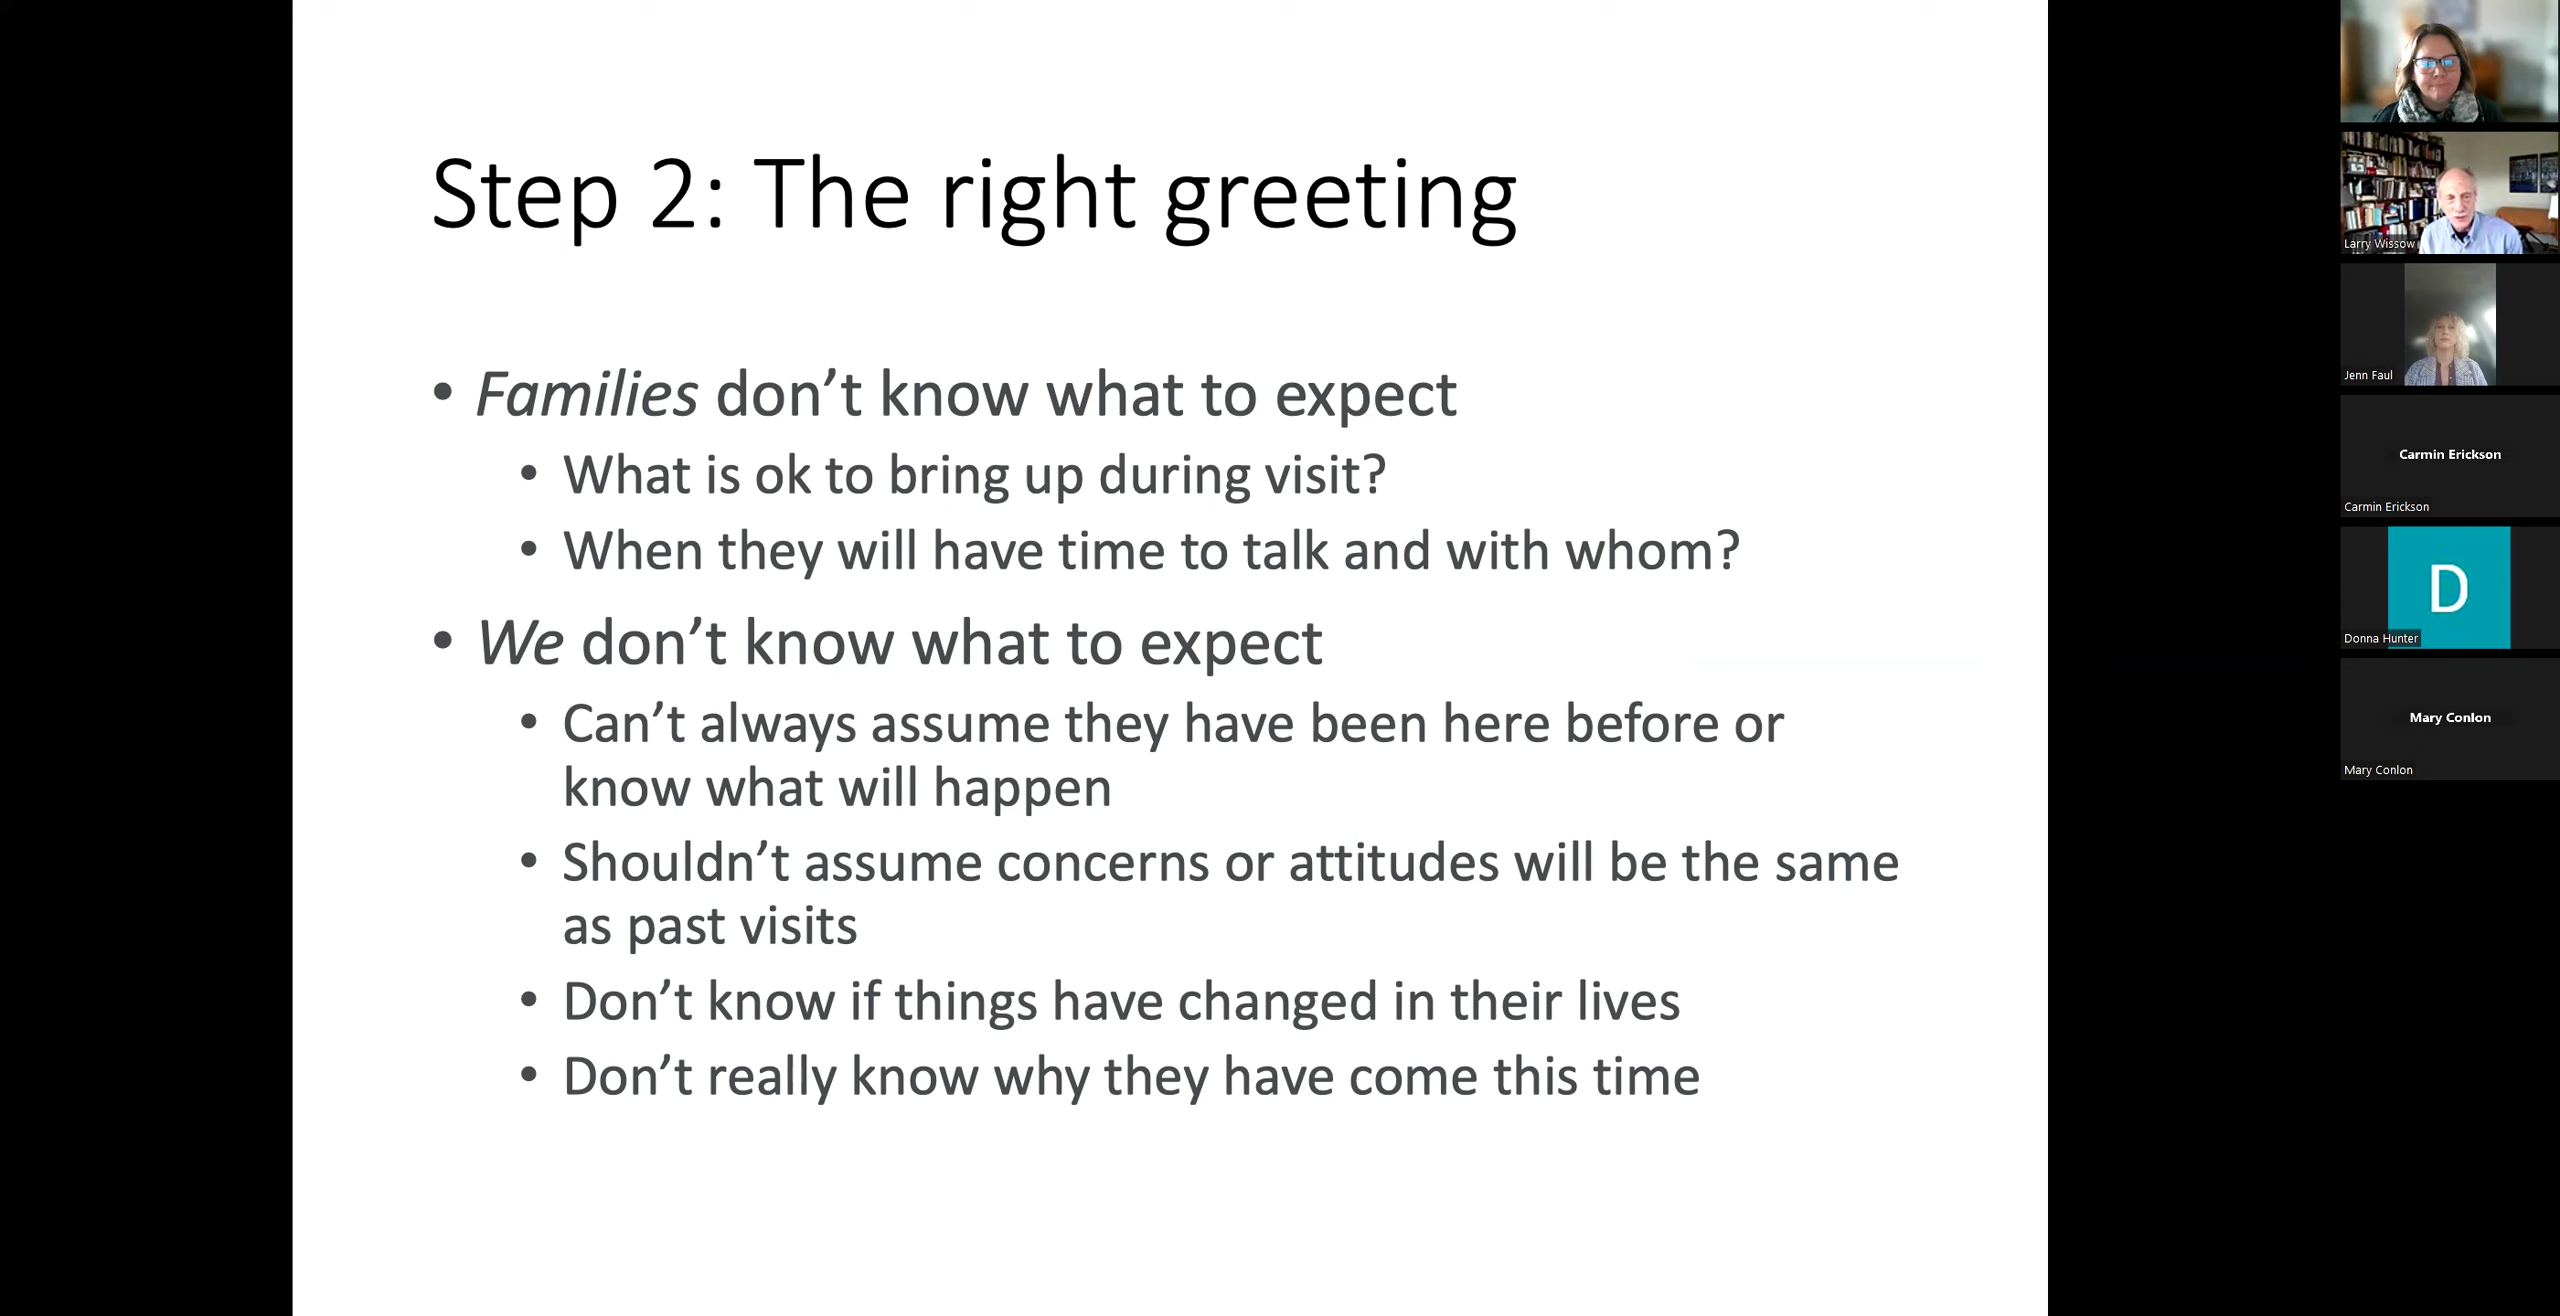 Step 2: The right greeting
• Families don’t know what to expect
• What is ok to bring up during visit?
• When they will have time to talk and with whom?
• We don’t know what to expect
• Can’t always assume they have been here before or
know what will happen
• Shouldn’t assume concerns or attitudes will be the same
as past visits
• Don’t know if things have changed in their lives
• Don’t really know why they have come this time
Larry Wissow
Jenn Faul
Carmin Erickson
Carmin Erickson
D
Donna Hunter
Mary Conlon
Mary Conlon